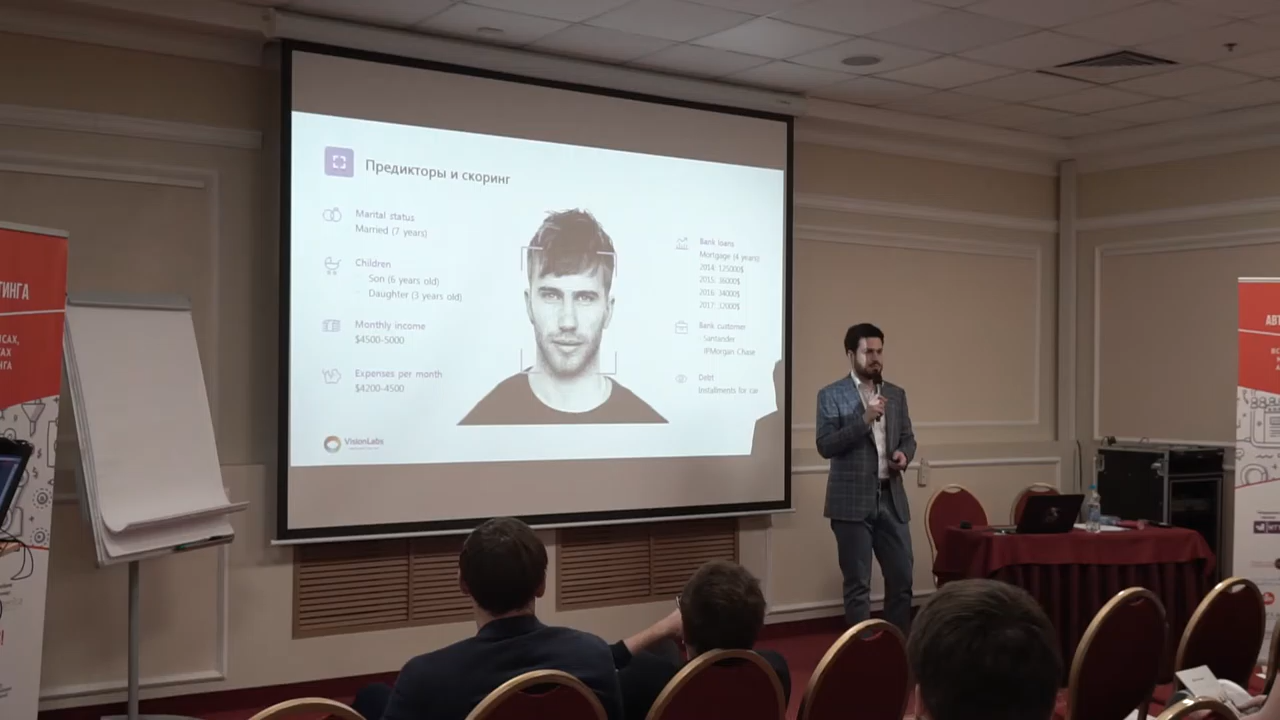 Предикторы и скоринг
Marital status
Married (7 years)
Children
Son (6 years old)
Daughter (3 years old)
Monthly income
$4500-5000
Expenses per month
$4200-4500
VisionLabs
Bank loans
Mortgage (4 years)
2014: 125000$
2015: 36000$
2016: 34000$
2017: 32000$
Bank customer
Santander
JPMorgan Chase
Debt
Installments for car
ТИНГА
АВТ